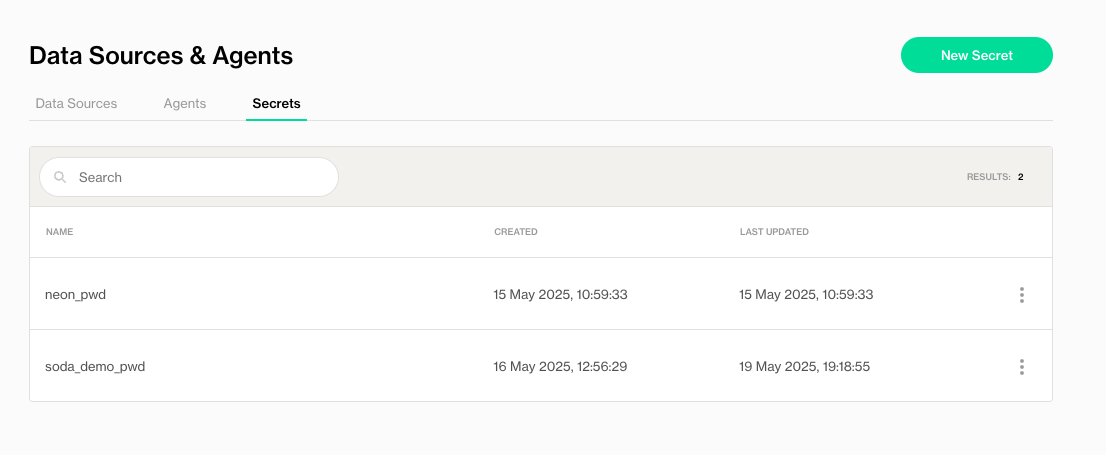 Data Sources & Agents
New Secret
Data Sources Agents Secrets
Search
RESULTS: 2
NAME CREATED LAST UPDATED
neon_pwd 15 May 2025, 10:59:33 15 May 2025, 10:59:33
soda_demo_pwd 16 May 2025, 12:56:29 19 May 2025, 19:18:55